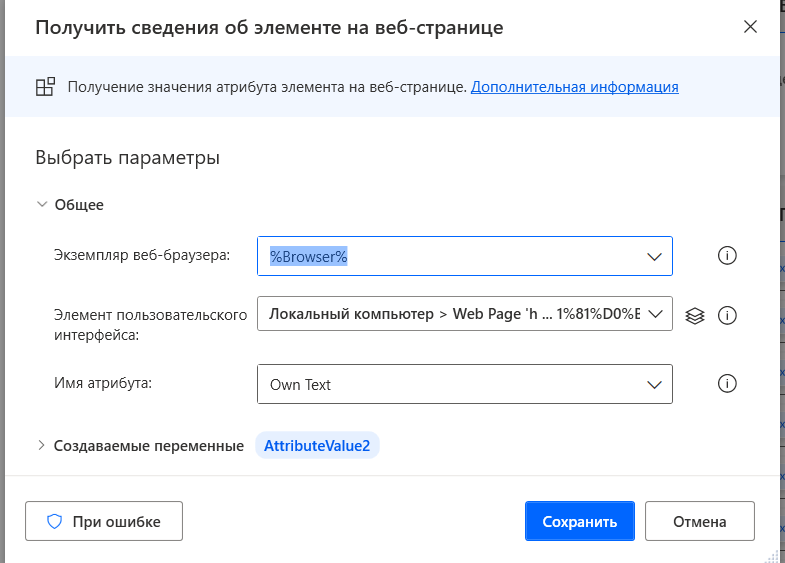 Получить сведения об элементе на веб-странице
Получение значения атрибута элемента на веб-странице. Дополнительная информация
Выбрать параметры
Общее
Экземпляр веб-браузера:
%Browser%
Элемент пользовательского
интерфейса:
Локальный компьютер > Web Page 'h ... 1%81%D0%E
Имя атрибута:
Own Text
Создаваемые переменные
AttributeValue2
При ошибке
Сохранить
Отмена